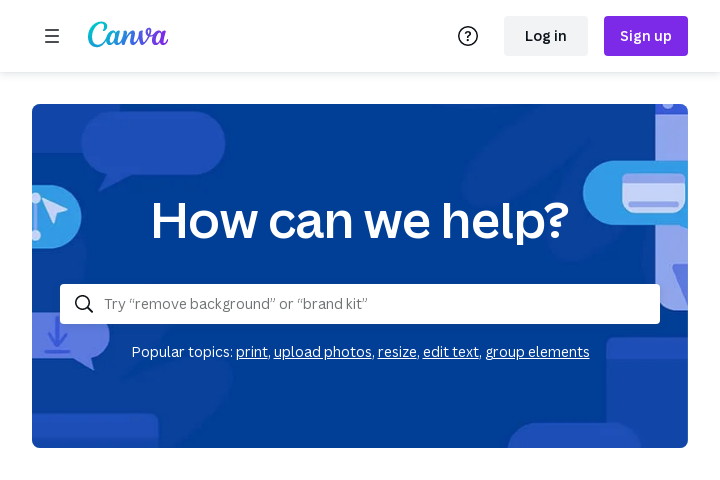 Canva
Log in
Sign up
How can we help?
Try “remove background” or “brand kit”
Popular topics: print, upload photos, resize, edit text, group elements